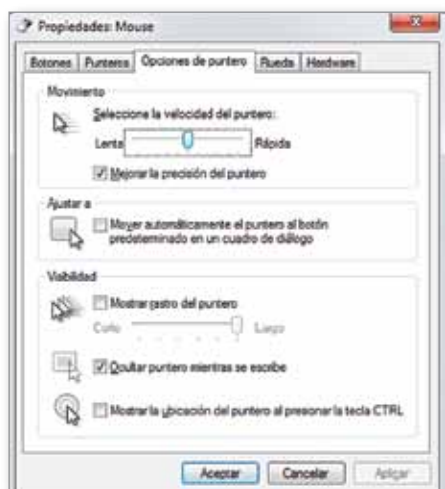 Propiedades: Mouse
Botones Punteros Opciones de puntero Rueda Hardware
Movimiento
Seleccione la velocidad del puntero:
Lenta Rápida
Mejorar la precisión del puntero
Ajustar a
Mover automáticamente el puntero al botón
predeterminado en un cuadro de diálogo
Visibilidad
Mostrar rastro del puntero
Corto Largo
Ocultar puntero mientras se escribe
Mostrar la ubicación del puntero al presionar la tecla CTRL
Aceptar Cancelar Aplicar